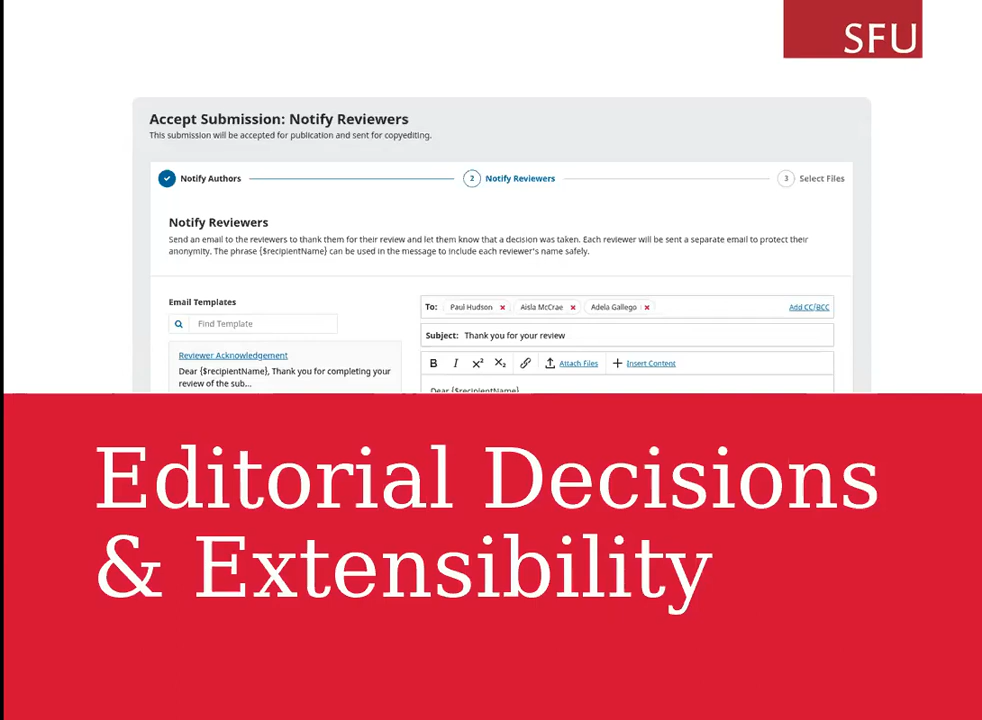 SFU
Accept Submission: Notify Reviewers
This submission will be accepted for publication and sent for copyediting.
Notify Authors
2 Notify Reviewers
3 Select Files
Notify Reviewers
Send an email to the reviewers to thank them for their review and let them know that a decision was taken. Each reviewer will be sent a separate email to protect their
anonymity. The phrase {$recipientName} can be used in the message to include each reviewer's name safely.
Email Templates
Find Template
Reviewer Acknowledgement
Dear {$recipientName}, Thank you for completing your
review of the sub...
To: Paul Hudson × Aisla McCrae × Adela Gallego × Add CC/BCC
Subject: Thank you for your review
B I X² X₂ Attach Files + Insert Content
Dear {$recipientName}
Editorial Decisions
& Extensibility